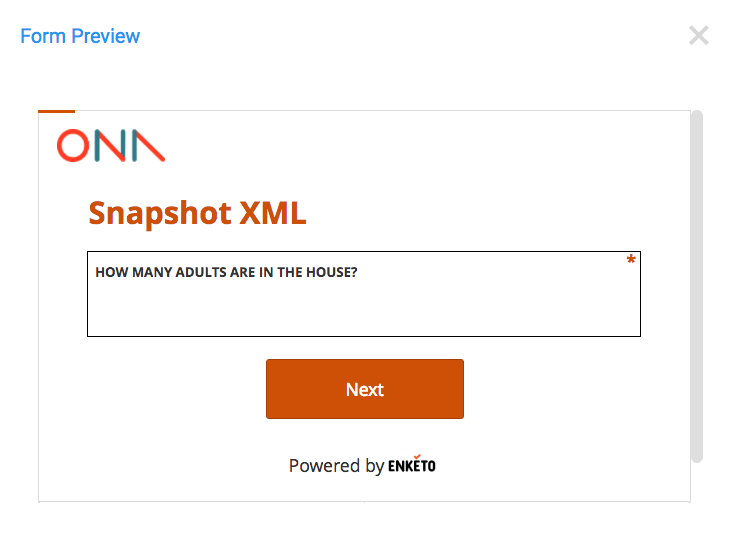 Form Preview
ONA
Snapshot XML
HOW MANY ADULTS ARE IN THE HOUSE?
*
Next
Powered by ENKETO